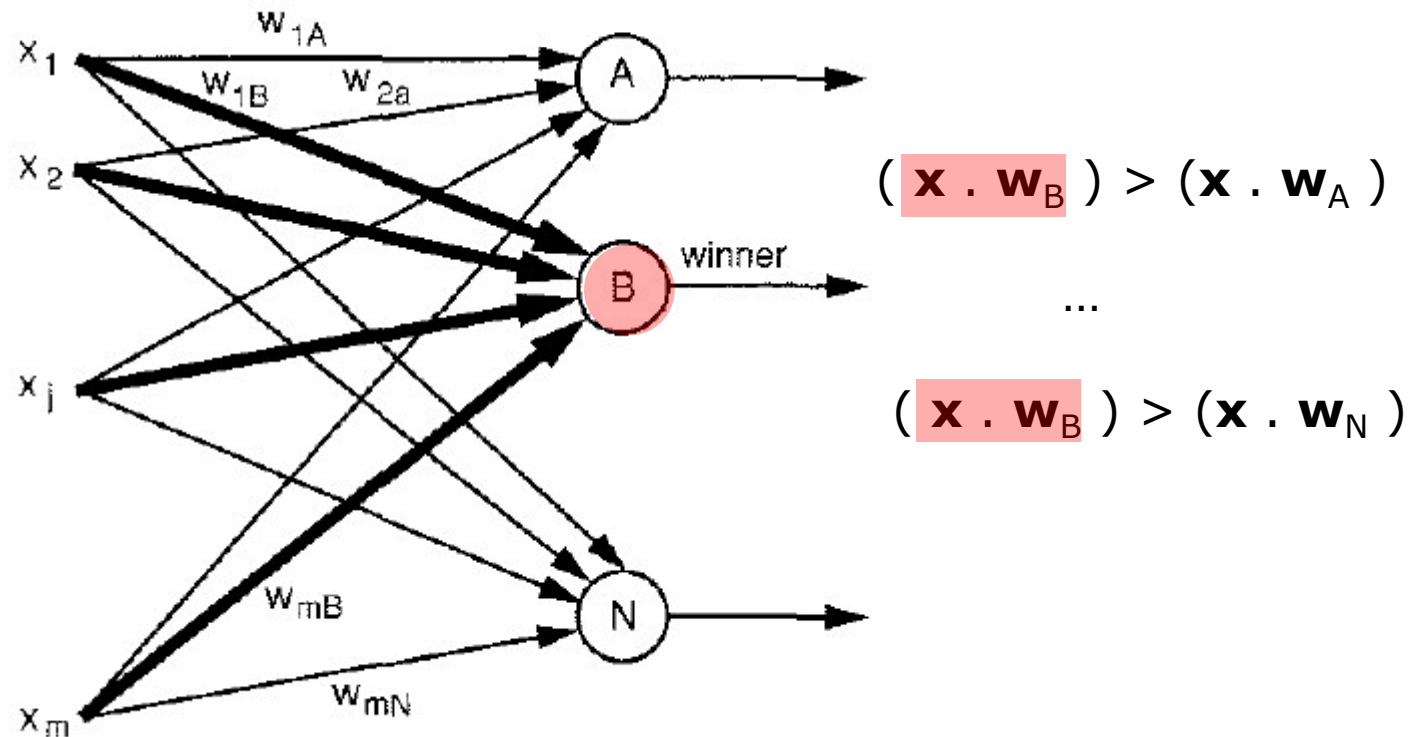 w1A
x1
A
w1B
w2a
x2
( x . wB ) > (x . wA )
winner
B
...
xj
( x . wB ) > (x . wN )
wmB
N
wmN
xm